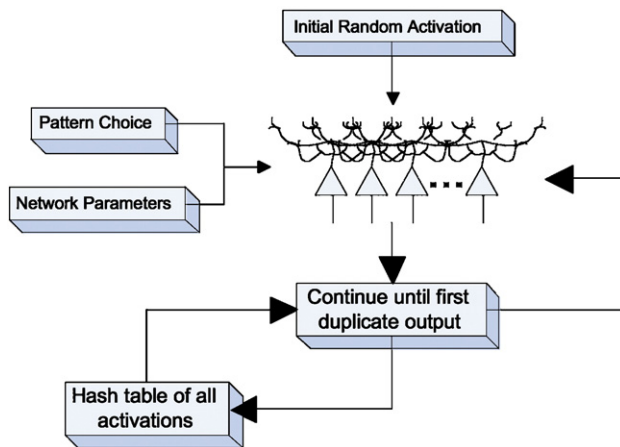 Initial Random Activation
Pattern Choice
Network Parameters
Continue until first
duplicate output
Hash table of all
activations